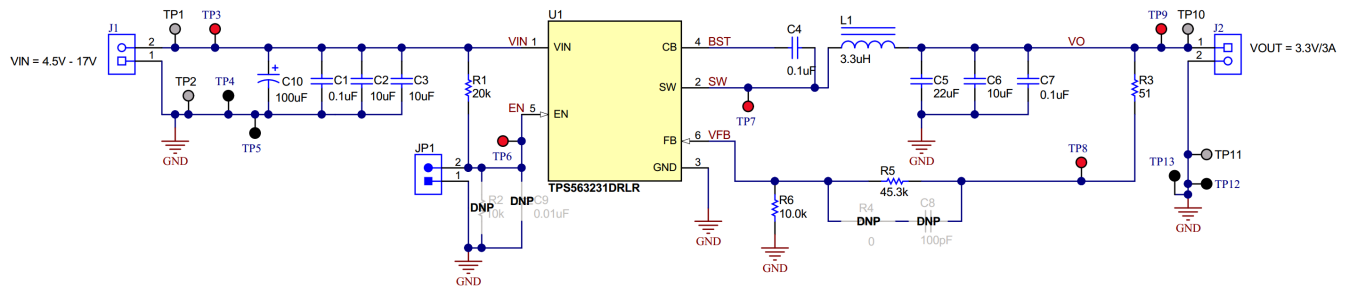 J1
2
1
VIN = 4.5V - 17V
TP1
TP3
TP2
TP4
TP5
GND
+
C10
100uF
C1
0.1uF
C2
10uF
C3
10uF
R1
20k
JP1
2
1
TP6
EN 5
VIN 1
R2
10k
DNP
C9
0.01uF
DNP
GND
U1
VIN
EN
CB
SW
FB
GND
TPS563231DRLR
4 BST
2 SW
6 VFB
3
GND
C4
0.1uF
TP7
L1
3.3uH
C5
22uF
C6
10uF
C7
0.1uF
GND
VO
R3
51
TP9
TP10
J2
1
2
VOUT = 3.3V/3A
TP8
R5
45.3k
R6
10.0k
GND
R4
DNP
0
C8
DNP
100pF
TP11
TP13
TP12
GND